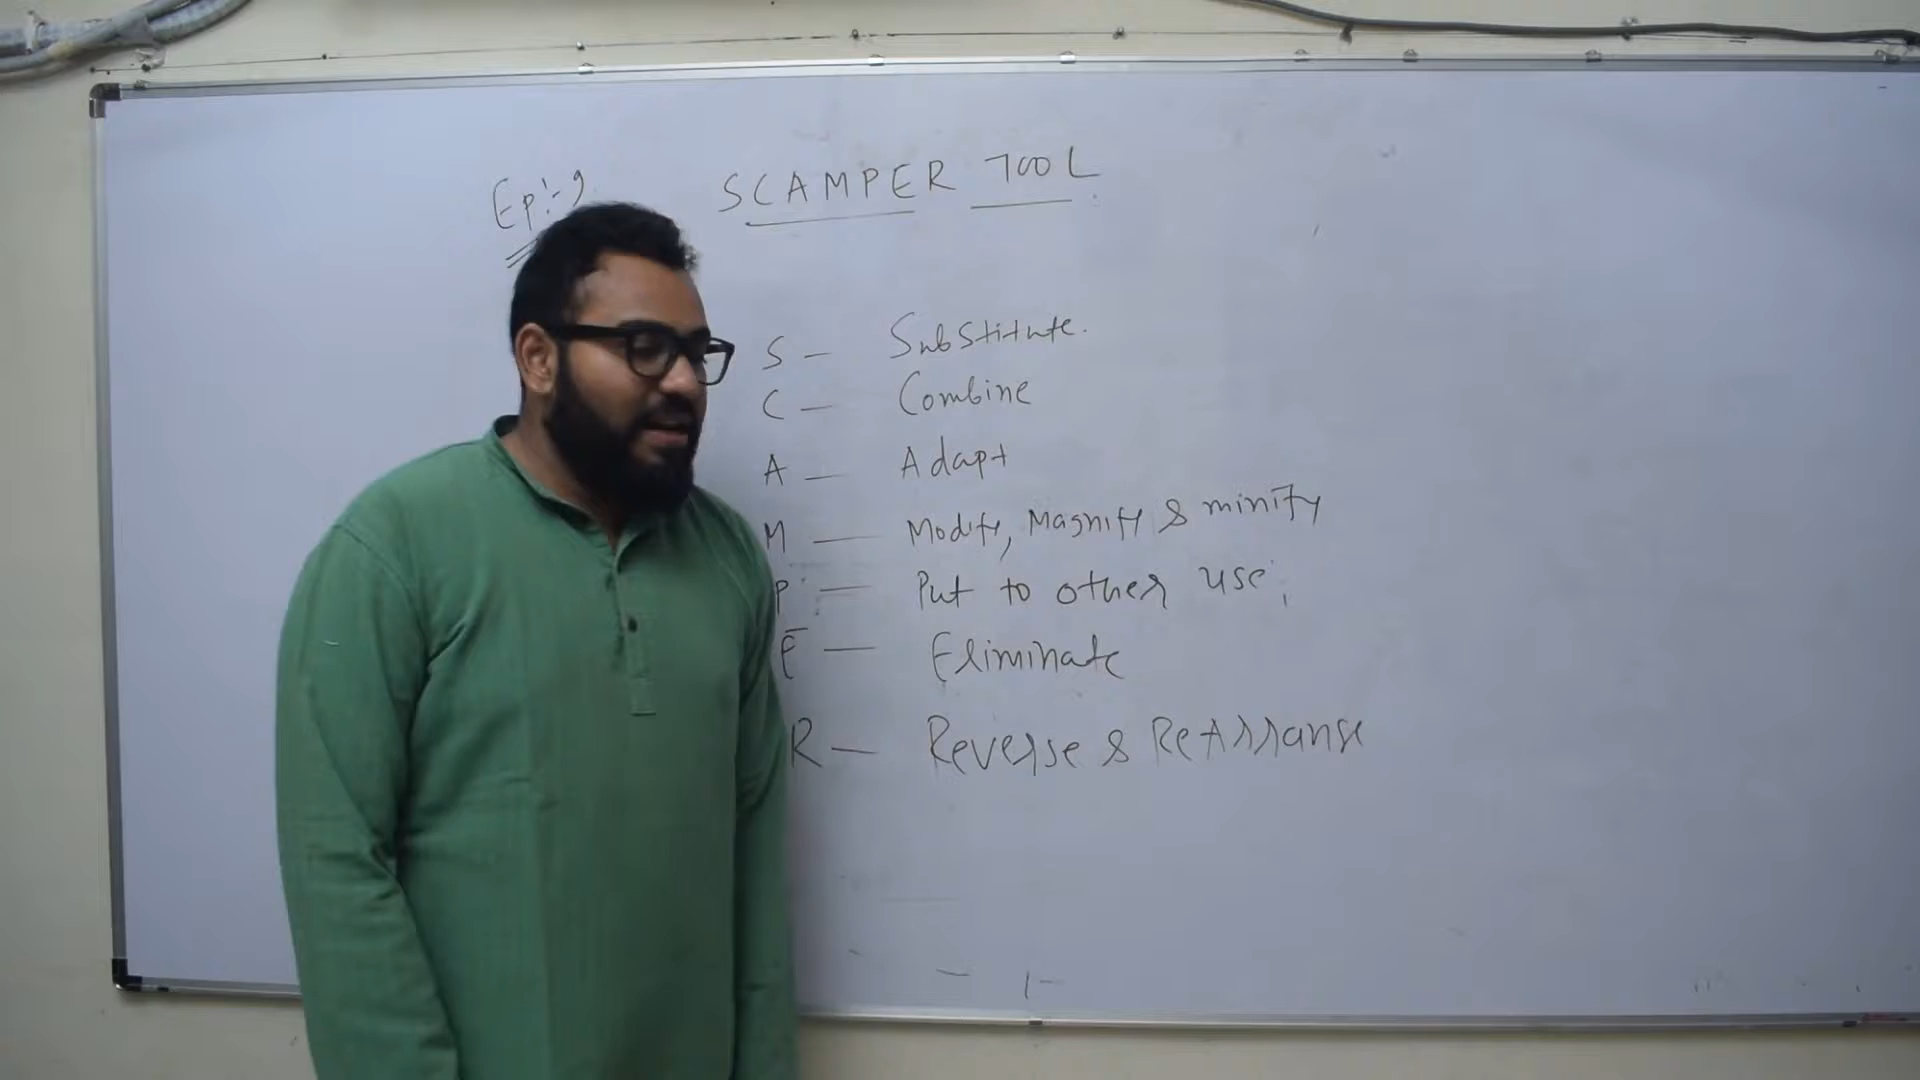 Ep:-9
SCAMPER TOOL
S — Substitute.
C — Combine
A — Adapt
M — Modify, Magnify & minify
P — Put to other use,
E — Eliminate
R — Reverse & ReArrange